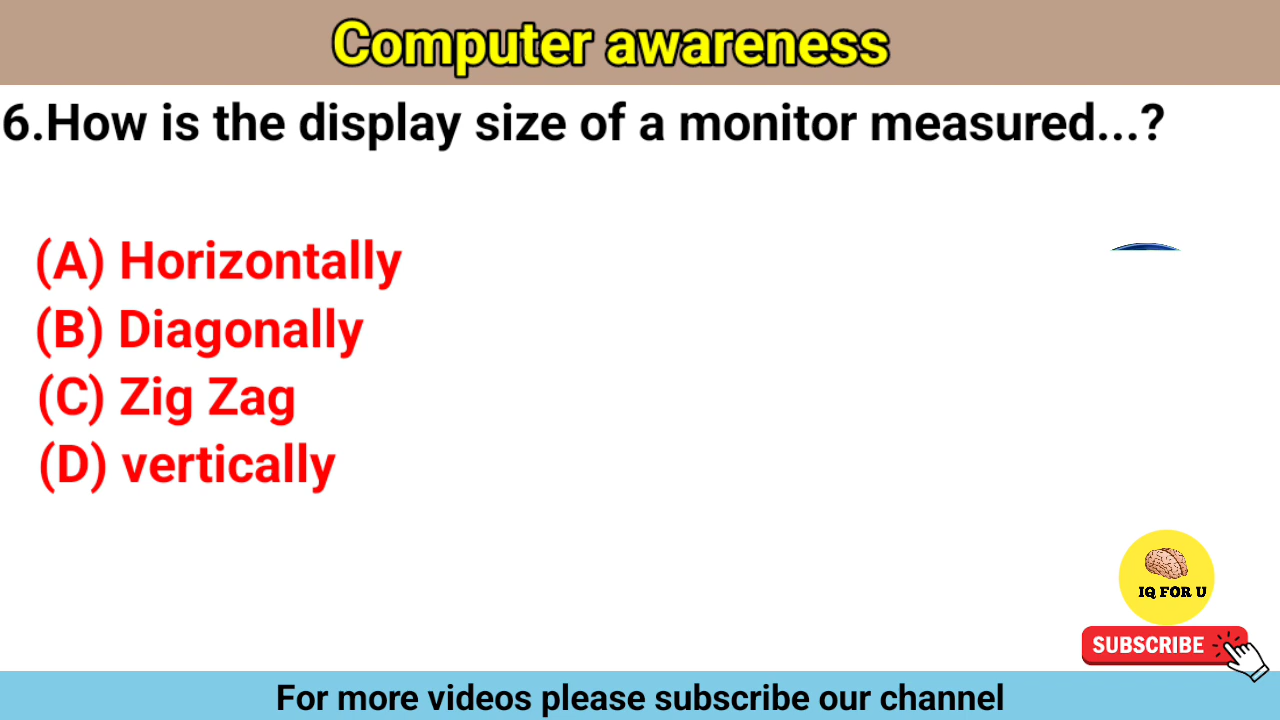 Computer awareness
6.How is the display size of a monitor measured...?
(A) Horizontally
(B) Diagonally
(C) Zig Zag
(D) vertically
IQ FOR U
SUBSCRIBE
For more videos please subscribe our channel